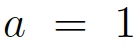 a = 1